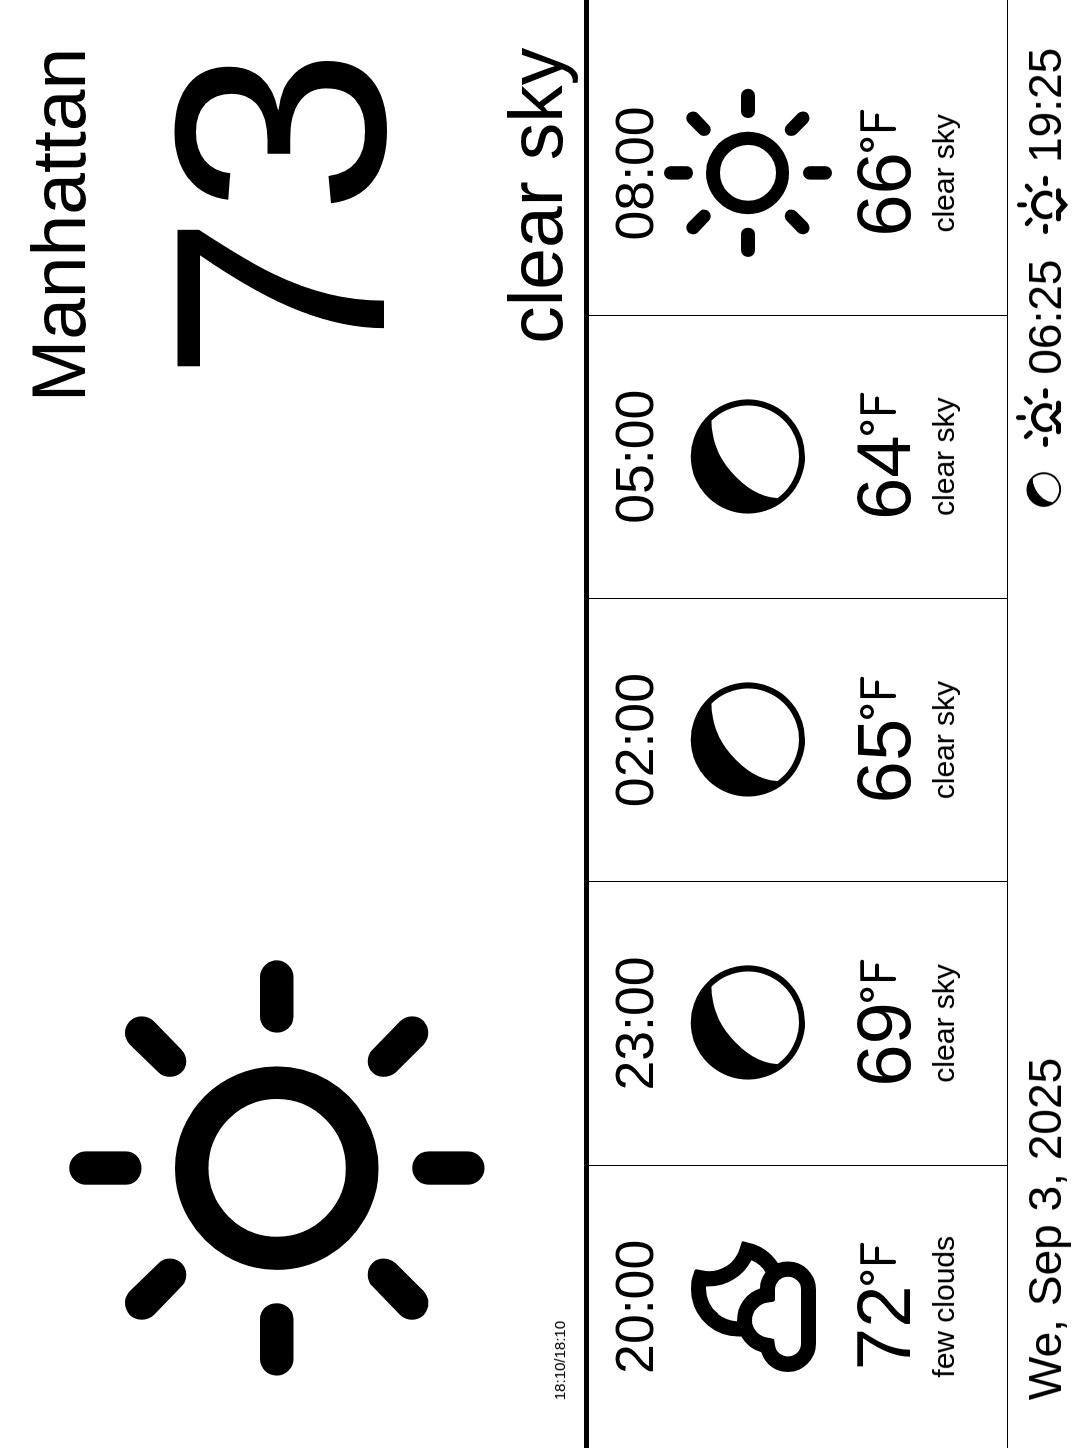 Manhattan
73
clear sky
18:10/18:10
20:00
72°F
few clouds
23:00
69°F
clear sky
02:00
65°F
clear sky
05:00
64°F
clear sky
08:00
66°F
clear sky
We, Sep 3, 2025
06:25
19:25